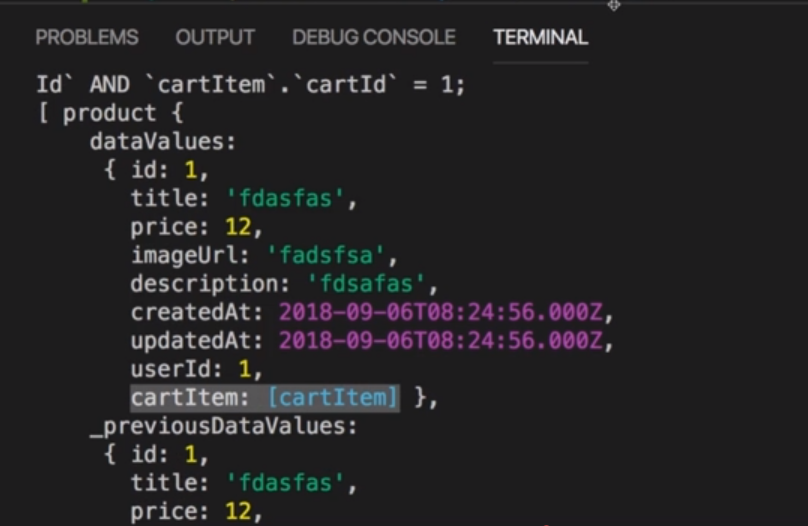 PROBLEMS OUTPUT DEBUG CONSOLE TERMINAL
Id` AND `cartItem`.`cartId` = 1;
[ product {
dataValues:
{ id: 1,
title: 'fdasfas',
price: 12,
imageUrl: 'fadsfsa',
description: 'fdsafas',
createdAt: 2018-09-06T08:24:56.000Z,
updatedAt: 2018-09-06T08:24:56.000Z,
userId: 1,
cartItem: [cartItem] },
_previousDataValues:
{ id: 1,
title: 'fdasfas',
price: 12,